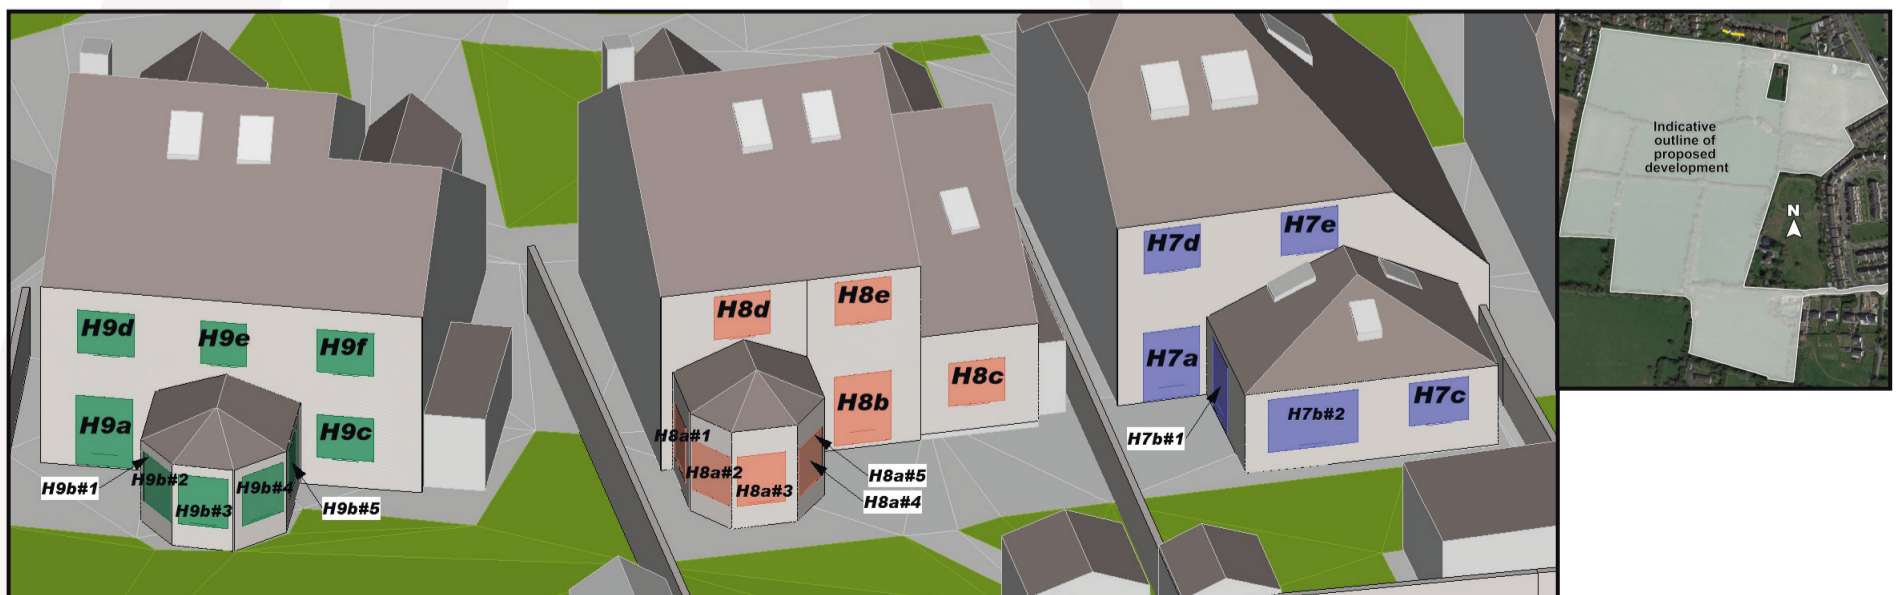 H9d
H9e
H9f
H9a
H9c
H9b#1
H9b#2
H9b#3
H9b#4
H9b#5
H8d
H8e
H8b
H8c
H8a#1
H8a#2
H8a#3
H8a#5
H8a#4
H7d
H7e
H7a
H7b#1
H7b#2
H7c
Indicative
outline of
proposed
development
N